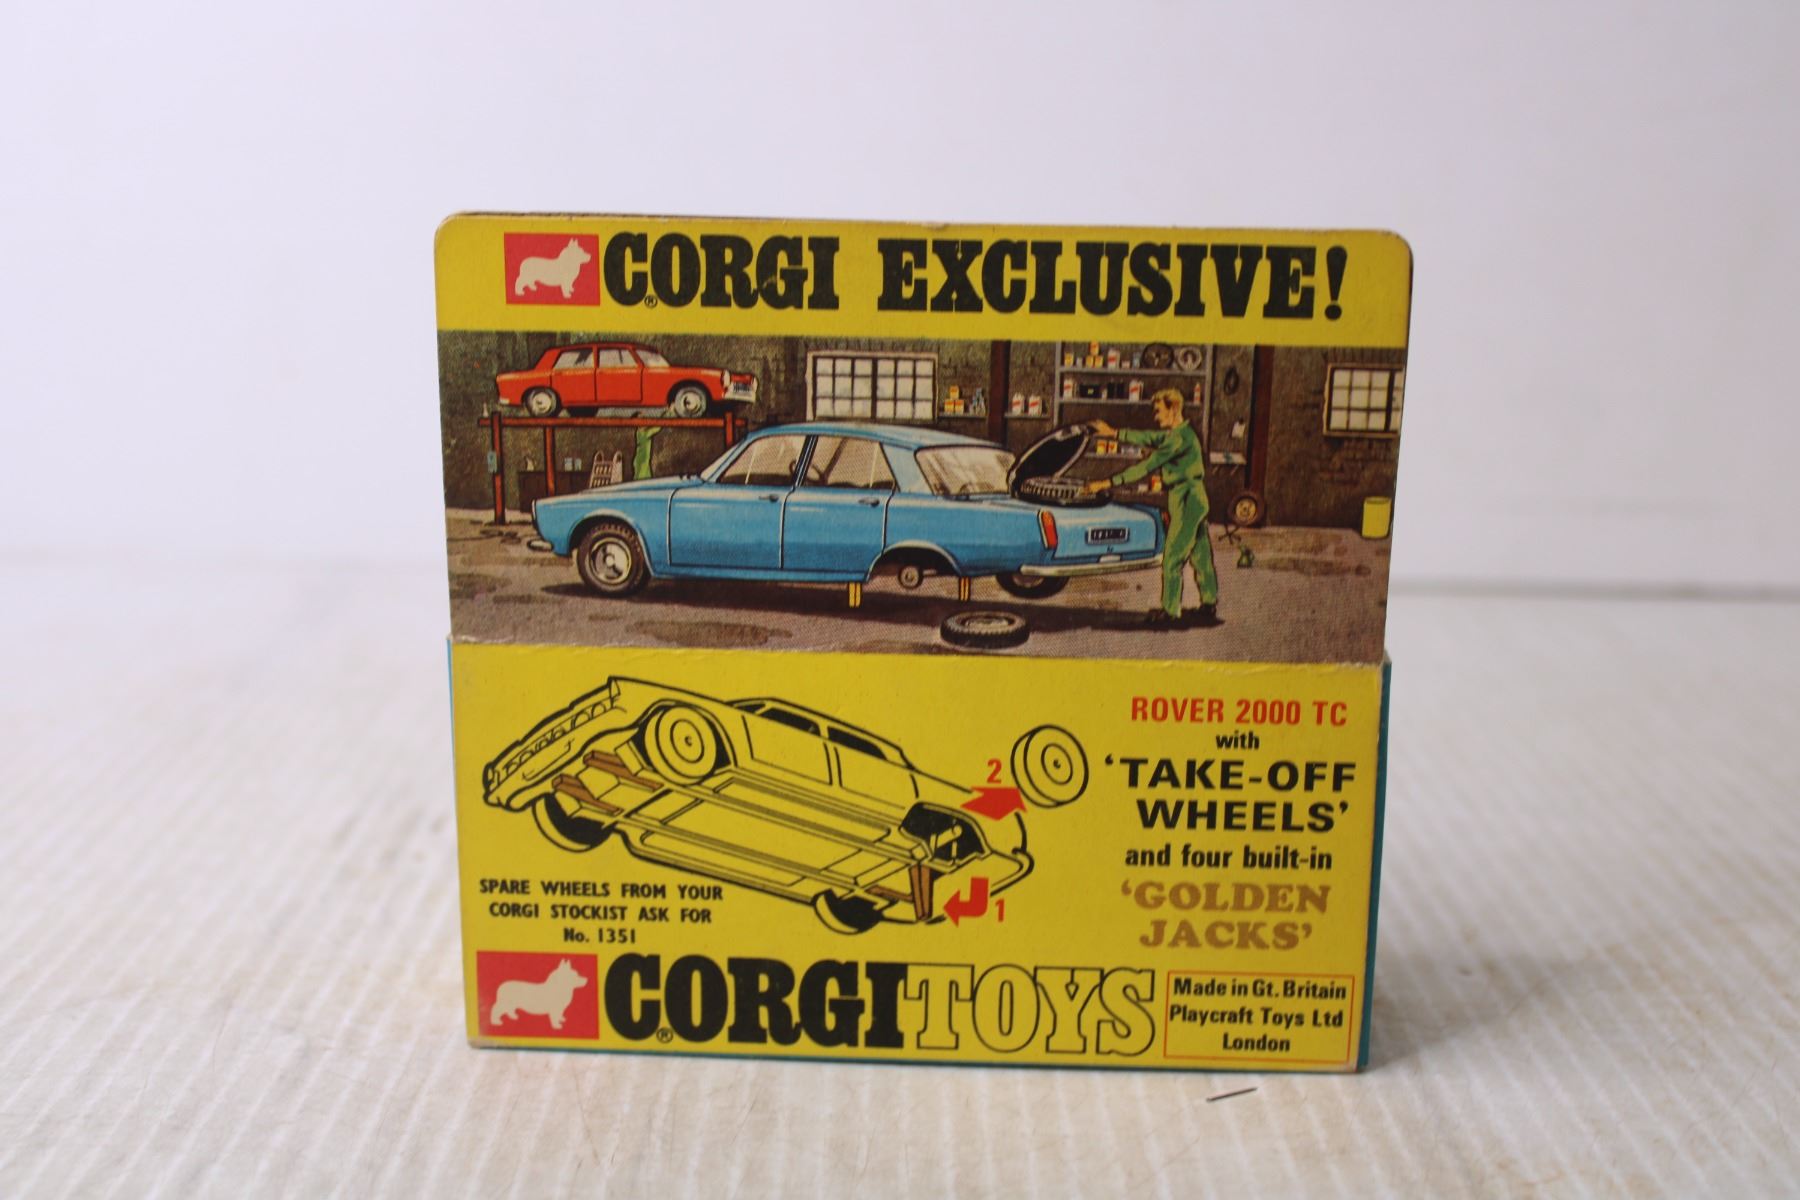 CORGI EXCLUSIVE!
ROVER 2000 TC
with
‘TAKE-OFF
WHEELS’
and four built-in
‘GOLDEN
JACKS’
2
1
SPARE WHEELS FROM YOUR
CORGI STOCKIST ASK FOR
No. 1351
CORGI TOYS
®
Made in Gt. Britain
Playcraft Toys Ltd
London